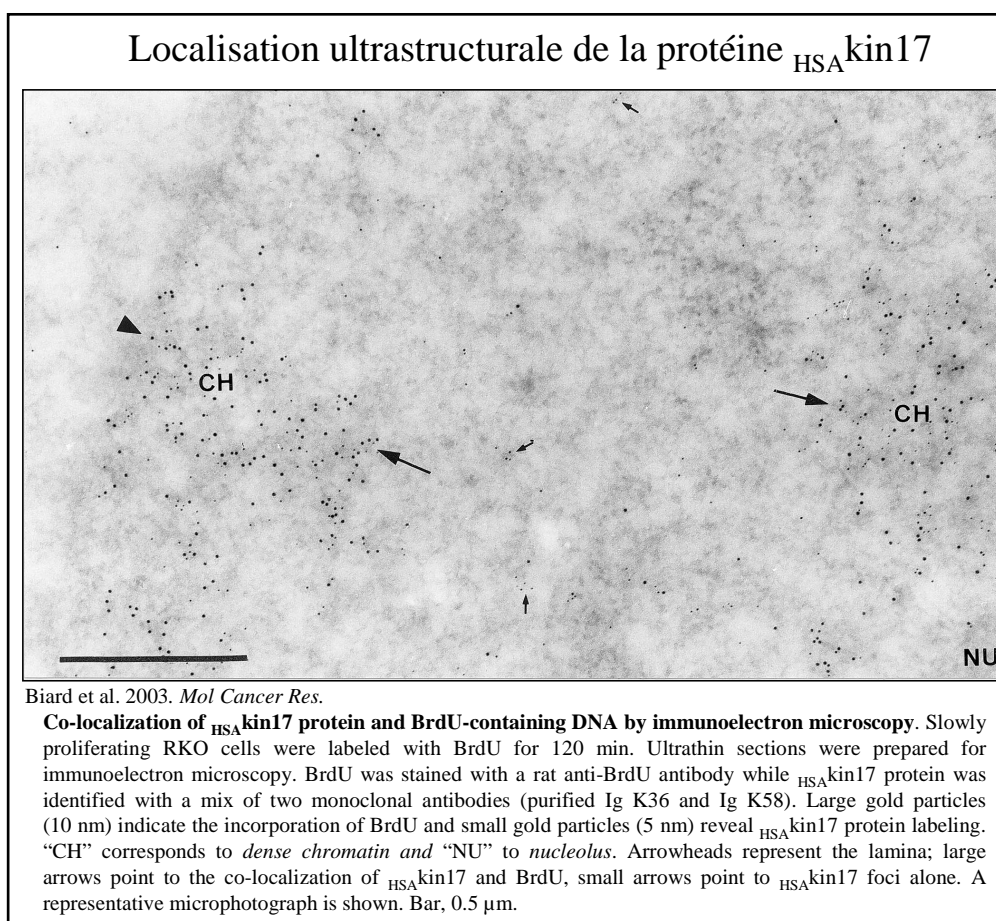 Localisation ultrastructurale de la protéine HSAkin17
CH
CH
NU
Biard et al. 2003. Mol Cancer Res.
Co-localization of HSAkin17 protein and BrdU-containing DNA by immunoelectron microscopy. Slowly
proliferating RKO cells were labeled with BrdU for 120 min. Ultrathin sections were prepared for
immunoelectron microscopy. BrdU was stained with a rat anti-BrdU antibody while HSAkin17 protein was
identified with a mix of two monoclonal antibodies (purified Ig K36 and Ig K58). Large gold particles
(10 nm) indicate the incorporation of BrdU and small gold particles (5 nm) reveal HSAkin17 protein labeling.
“CH” corresponds to dense chromatin and “NU” to nucleolus. Arrowheads represent the lamina; large
arrows point to the co-localization of HSAkin17 and BrdU, small arrows point to HSAkin17 foci alone. A
representative microphotograph is shown. Bar, 0.5 µm.